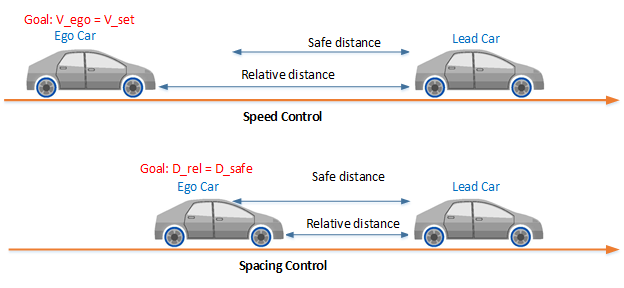 Goal: V_ego = V_set
Ego Car
Safe distance
Lead Car
Relative distance
Speed Control
Goal: D_rel = D_safe
Ego Car
Safe distance
Lead Car
Relative distance
Spacing Control